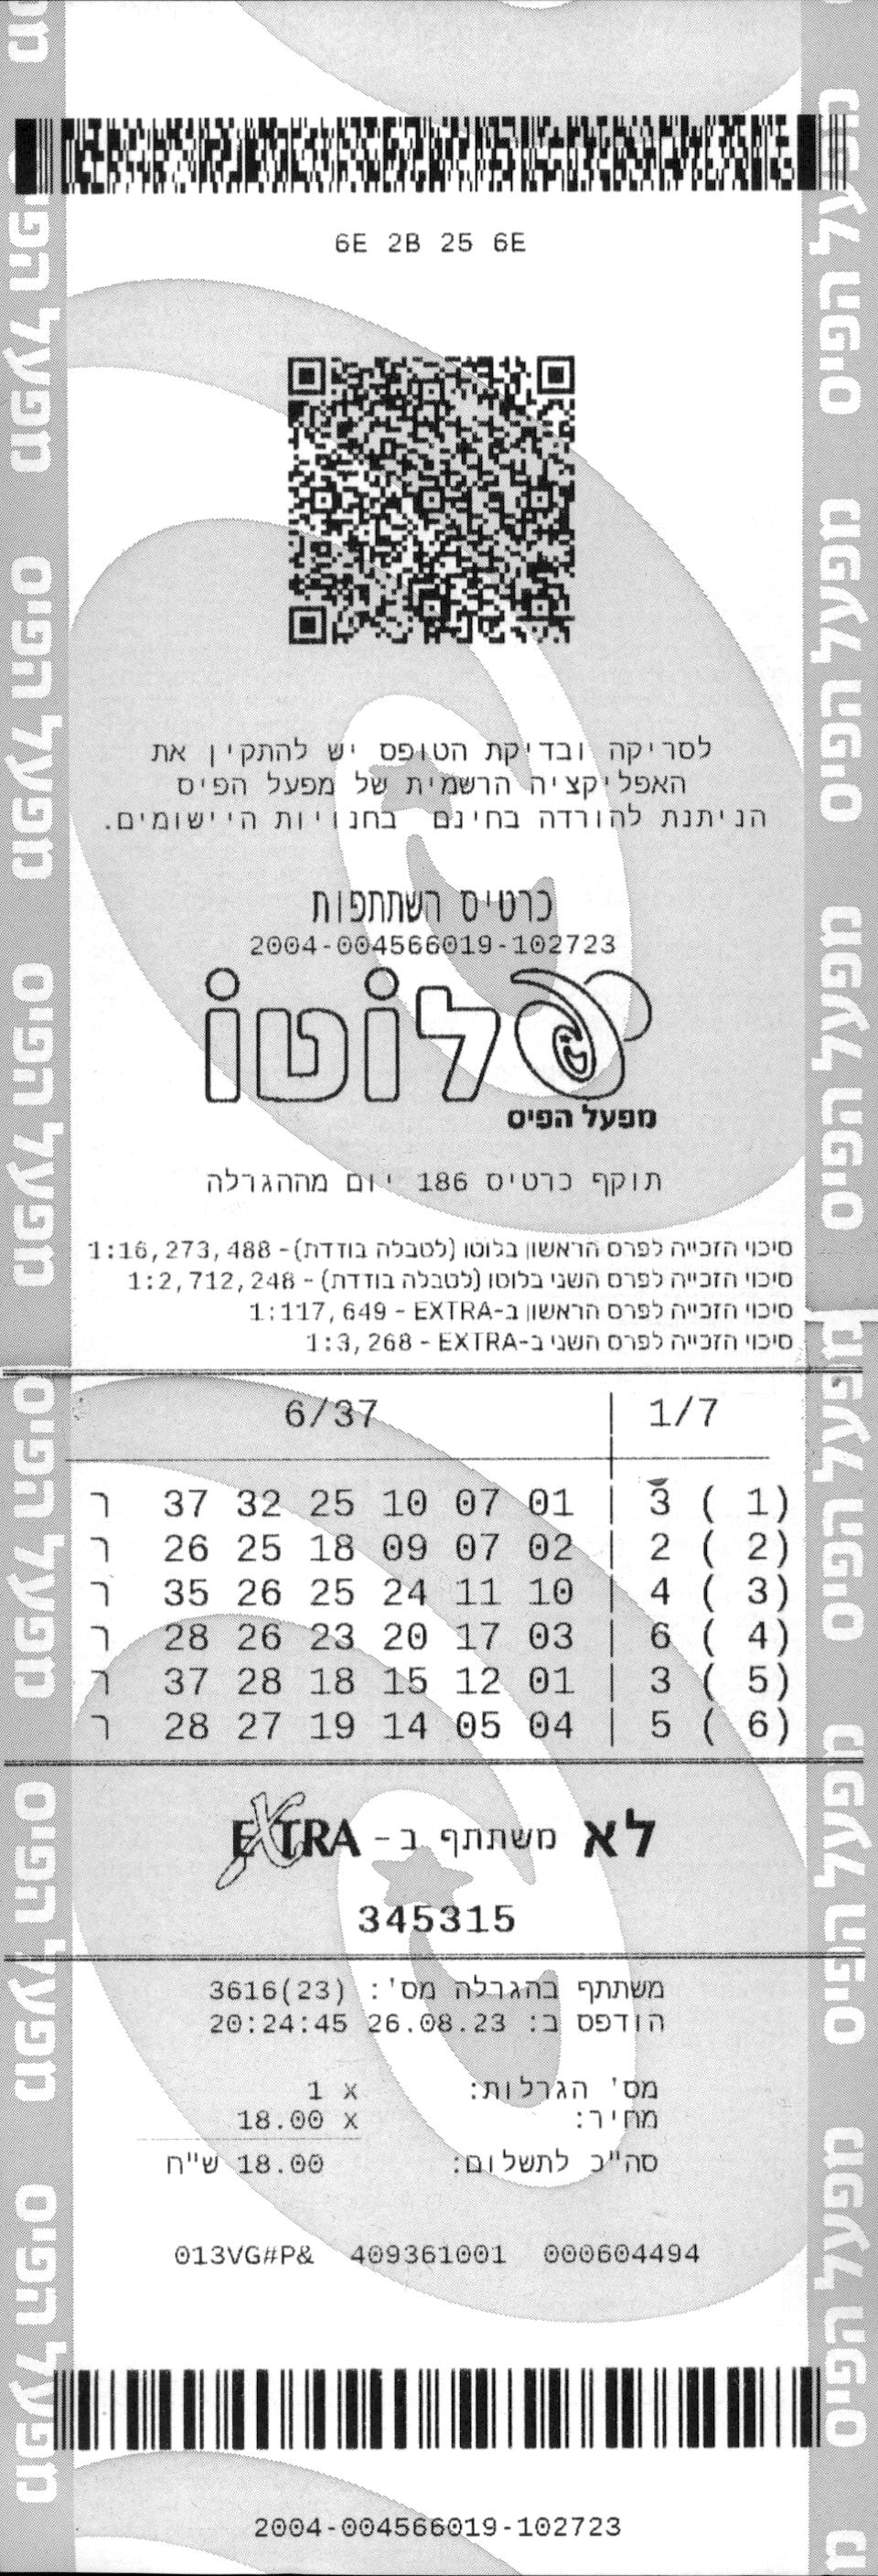 6E 2B 25 6E
לסריקה ובדיקת הטופס יש להתקין את
האפליקציה הרשמית של מפעל הפיס
הניתנת להורדה בחינם בחנויות היישומים.
כרטיס השתתפות
2004-004566019-102723
לוטו
מפעל הפיס
תוקף כרטיס 186 יום מההגרלה
סיכוי הזכייה לפרס הראשון בלוטו (לטבלה בודדת)- 1:16,273,488
סיכוי הזכייה לפרס השני בלוטו (לטבלה בודדת) - 1:2,712,248
סיכוי הזכייה לפרס הראשון ב-EXTRA - 1:117,649
סיכוי הזכייה לפרס השני ב-EXTRA - 1:3,268
6/37 | 1/7
ר 37 32 25 10 07 01 | 3 ( 1)
ר 26 25 18 09 07 02 | 2 ( 2)
ר 35 26 25 24 11 10 | 4 ( 3)
ר 28 26 23 20 17 03 | 6 ( 4)
ר 37 28 18 15 12 01 | 3 ( 5)
ר 28 27 19 14 05 04 | 5 ( 6)
לא משתתף ב - EXTRA
345315
משתתף בהגרלה מס': 3616(23)
הודפס ב: 26.08.23 20:24:45
מס' הגרלות: x 1
מחיר: x 18.00
סה"כ לתשלום: 18.00 ש"ח
013VG#P& 409361001 000604494
2004-004566019-102723
מפעל הפיס מפעל הפיס מפעל הפיס מפעל הפיס מפעל הפיס מפעל הפיס
מפעל הפיס מפעל הפיס מפעל הפיס מפעל הפיס מפעל הפיס מפעל הפיס